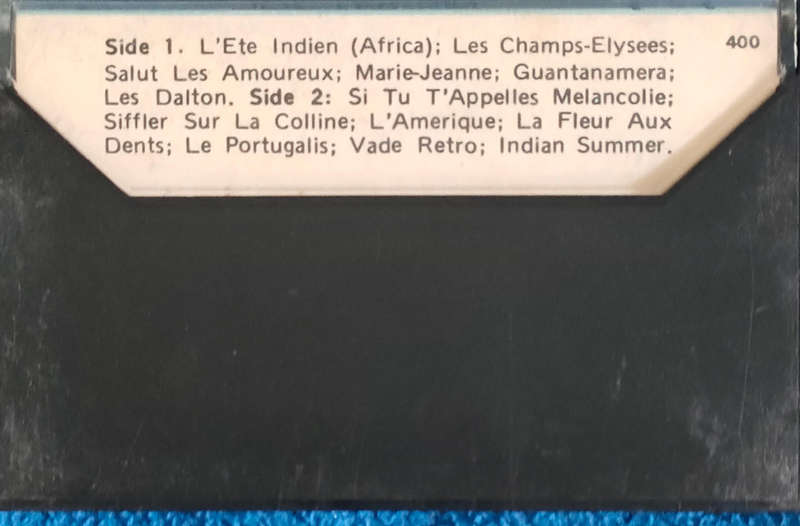 Side 1. L'Ete Indien (Africa); Les Champs-Elysees; 400
Salut Les Amoureux; Marie-Jeanne; Guantanamera;
Les Dalton. Side 2: Si Tu T'Appelles Melancolie;
Siffler Sur La Colline; L'Amerique; La Fleur Aux
Dents; Le Portugalis; Vade Retro; Indian Summer.